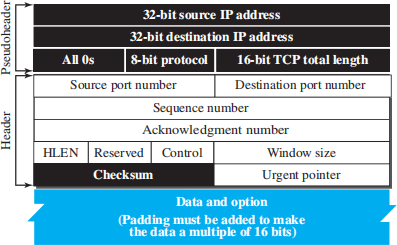 Pseudoheader
32-bit source IP address
32-bit destination IP address
All 0s 8-bit protocol 16-bit TCP total length
Header
Source port number Destination port number
Sequence number
Acknowledgment number
HLEN Reserved Control Window size
Checksum Urgent pointer
Data and option
(Padding must be added to make
the data a multiple of 16 bits)